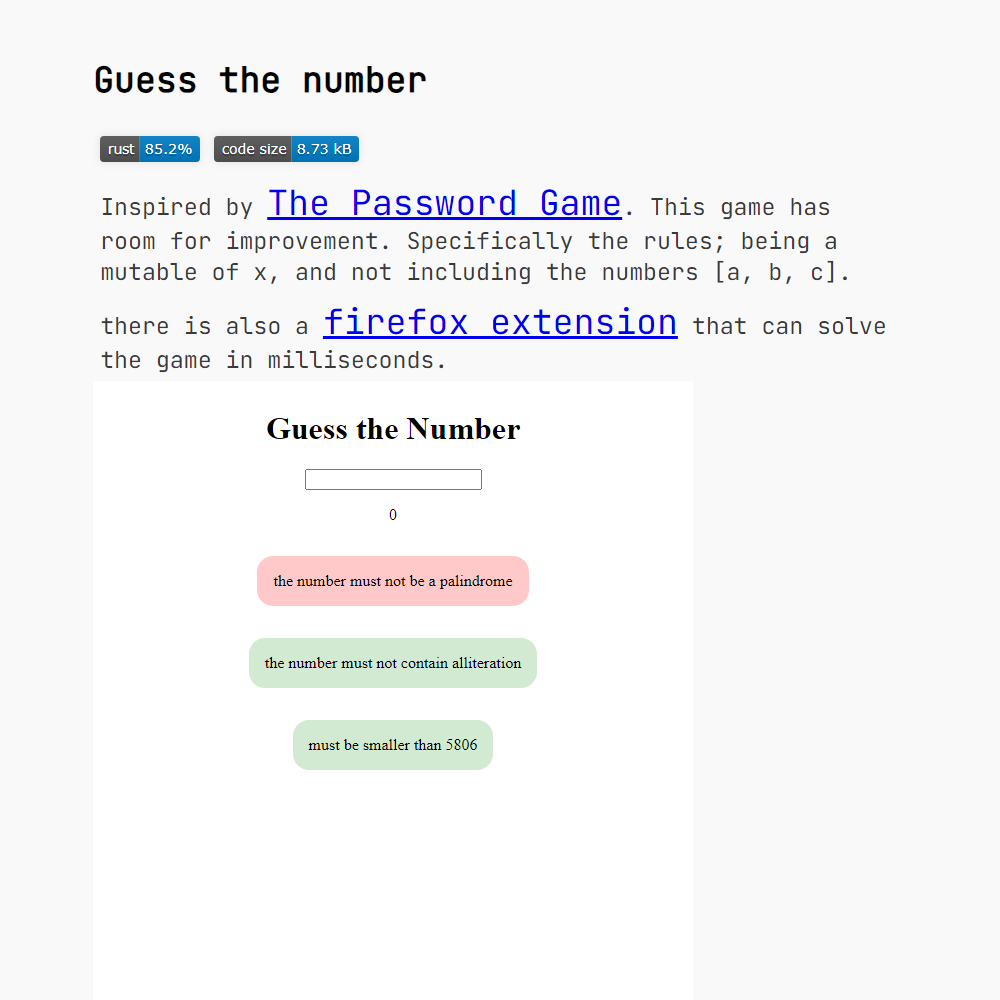 Guess the number
rust 85.2% code size 8.73 kB
Inspired by The Password Game. This game has
room for improvement. Specifically the rules; being a
mutable of x, and not including the numbers [a, b, c].
there is also a firefox extension that can solve
the game in milliseconds.
Guess the Number
0
the number must not be a palindrome
the number must not contain alliteration
must be smaller than 5806